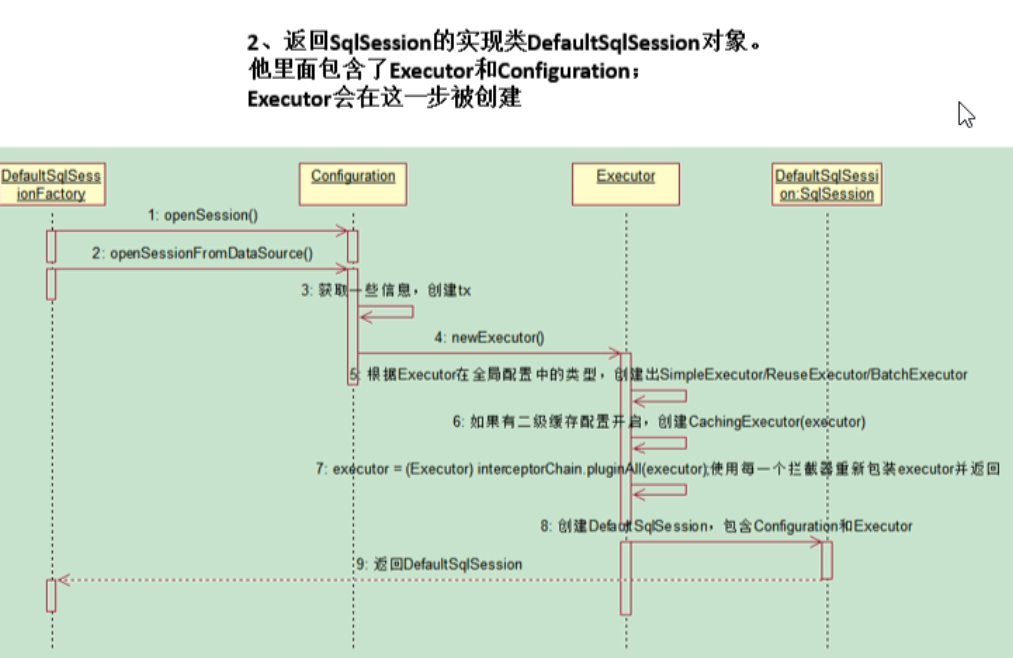 2、返回SqlSession的实现类DefaultSqlSession对象。
他里面包含了Executor和Configuration；
Executor会在这一步被创建
DefaultSqlSess
ionFactory
Configuration
Executor
DefaultSqlSessi
on:SqlSession
1: openSession()
2: openSessionFromDataSource()
3: 获取一些信息，创建tx
4: newExecutor()
5: 根据Executor在全局配置中的类型，创建出SimpleExecutor/ReuseExecutor/BatchExecutor
6: 如果有二级缓存配置开启，创建CachingExecutor(executor)
7: executor = (Executor) interceptorChain.pluginAll(executor);使用每一个拦截器重新包装executor并返回
8: 创建DefaultSqlSession，包含Configuration和Executor
9: 返回DefaultSqlSession